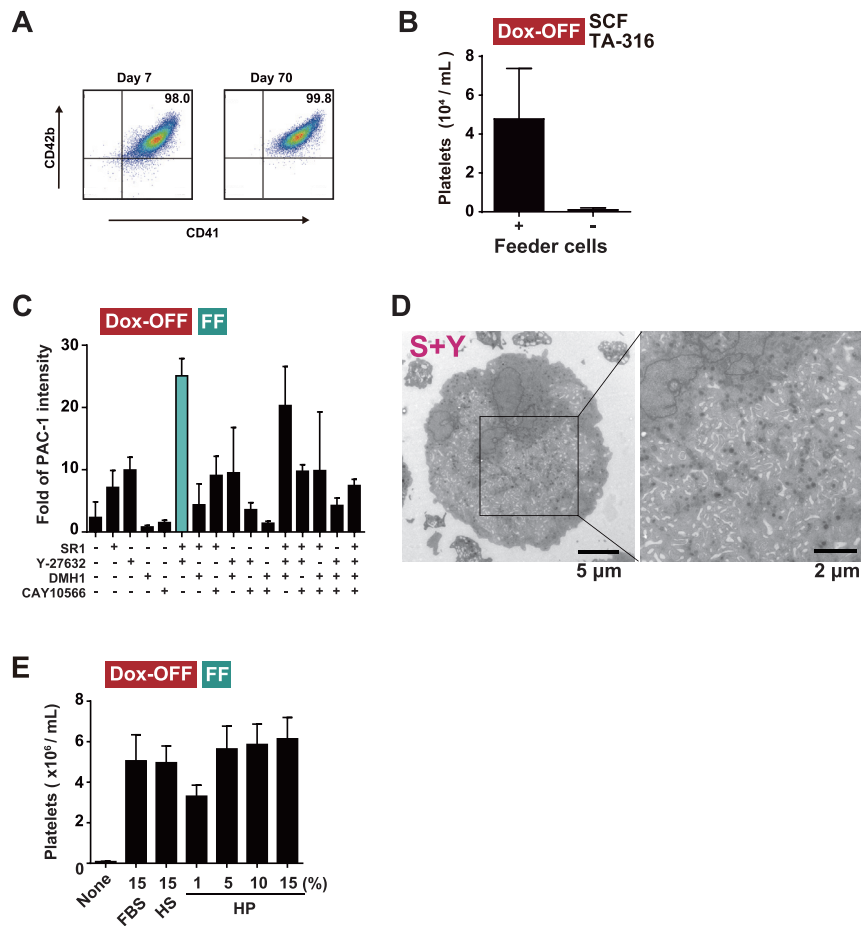 A
Day 7
Day 70
98.0
99.8
CD42b
CD41
B
Dox-OFF SCF
TA-316
Platelets (10⁴ / mL)
8
6
4
2
0
+ -
Feeder cells
C
Dox-OFF FF
Fold of PAC-1 intensity
30
20
10
0
SR1 - + - - - + + + - - - + + + - +
Y-27632 - - + - - + - - + + - + + - + +
DMH1 - - - + - - + - + - + + - + + +
CAY10566 - - - - + - - + - + + - + + + +
D
S+Y
5 μm
2 μm
E
Dox-OFF FF
Platelets ( x10⁶ / mL)
8
6
4
2
0
None 15 15 1 5 10 15 (%)
FBS HS HP